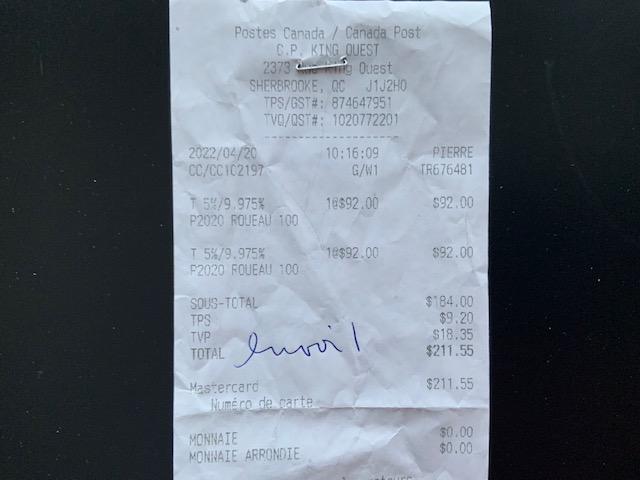 Postes Canada / Canada Post
C.P. KING OUEST
2373 Rue King Ouest
SHERBROOKE, QC J1J2H0
TPS/GST#: 874647951
TVQ/QST#: 1020772201
2022/04/20 10:16:09 PIERRE
CC/CC1C2197 G/W1 TR676481
T 5%/9.975% 1@$92.00 $92.00
P2020 ROUEAU 100
T 5%/9.975% 1@$92.00 $92.00
P2020 ROUEAU 100
SOUS-TOTAL $184.00
TPS $9.20
TVP $18.35
TOTAL envoi 1 $211.55
Mastercard $211.55
Numéro de carte
MONNAIE $0.00
MONNAIE ARRONDIE $0.00